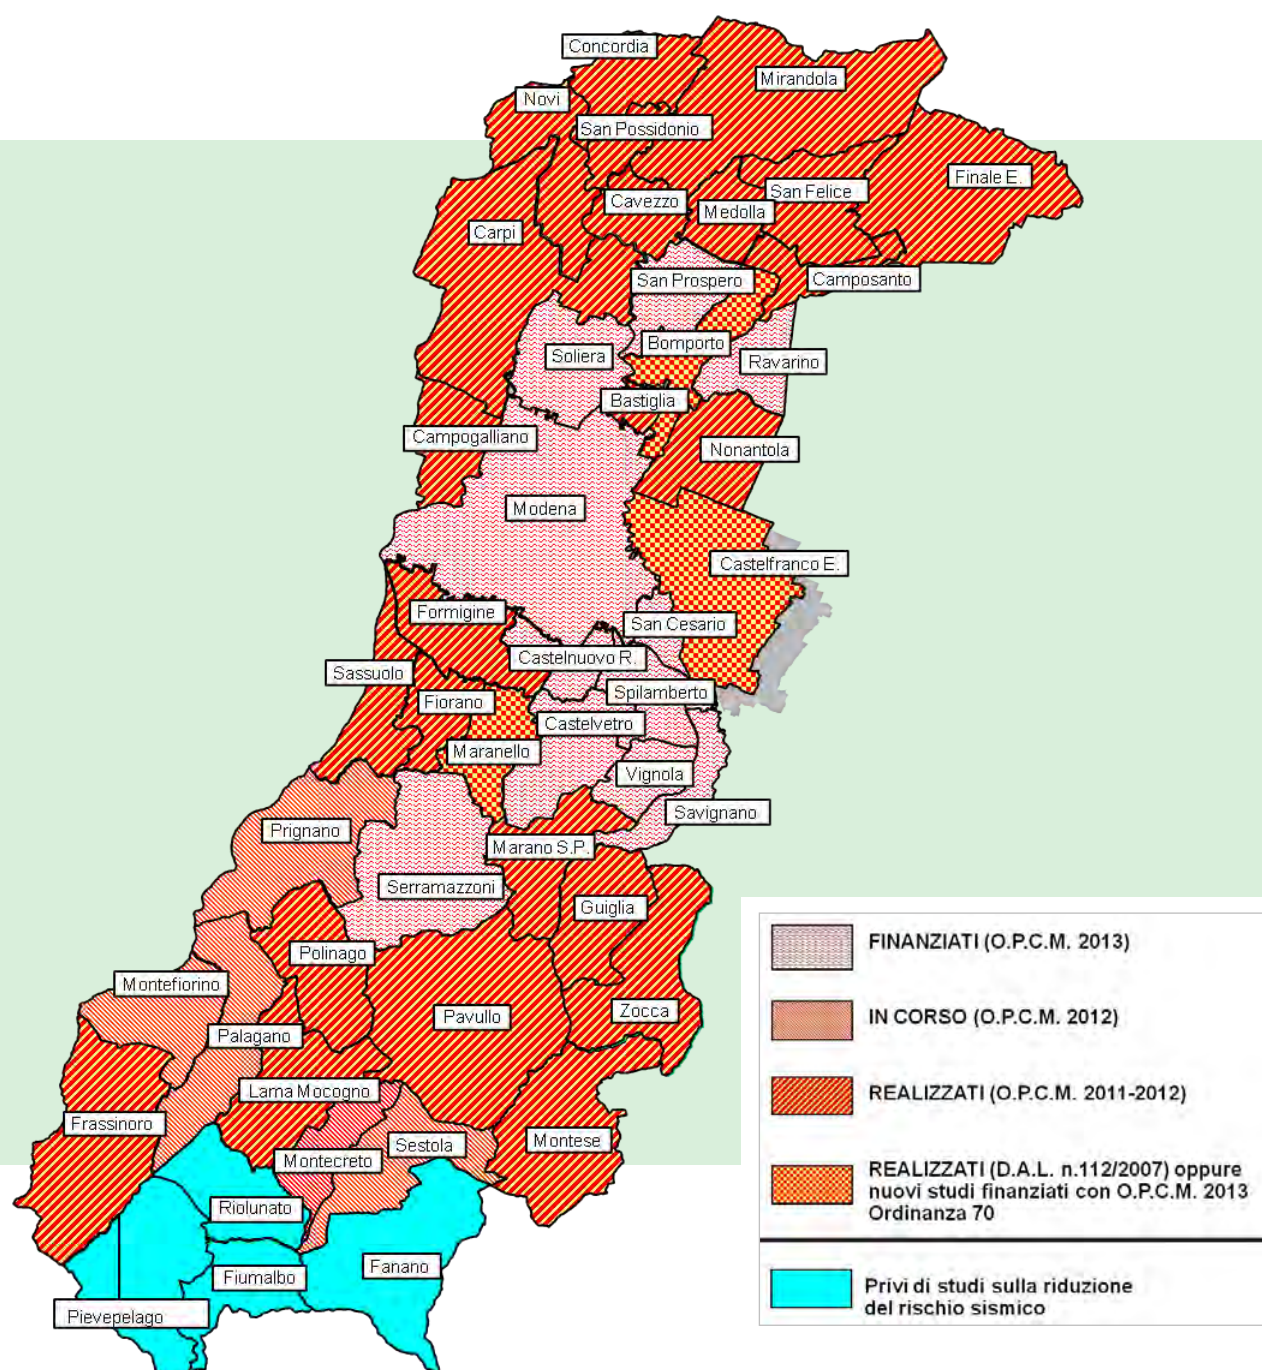 Concordia
Mirandola
Novi
San Possidonio
Finale E.
San Felice
Cavezzo
Medolla
Carpi
San Prospero
Camposanto
Bomporto
Soliera
Ravarino
Bastiglia
Campogalliano
Nonantola
Modena
Castelfranco E.
Formigine
San Cesario
Castelnuovo R.
Sassuolo
Spilamberto
Fiorano
Castelvetro
Maranello
Vignola
Savignano
Prignano
Marano S.P.
Serramazzoni
Guiglia
Polinago
Montefiorino
Zocca
Pavullo
Palagano
Lama Mocogno
Frassinoro
Sestola
Montese
Montecreto
Riolunato
Fanano
Fiumalbo
Pievepelago
FINANZIATI (O.P.C.M. 2013)
IN CORSO (O.P.C.M. 2012)
REALIZZATI (O.P.C.M. 2011-2012)
REALIZZATI (D.A.L. n.112/2007) oppure
nuovi studi finanziati con O.P.C.M. 2013
Ordinanza 70
Privi di studi sulla riduzione
del rischio sismico